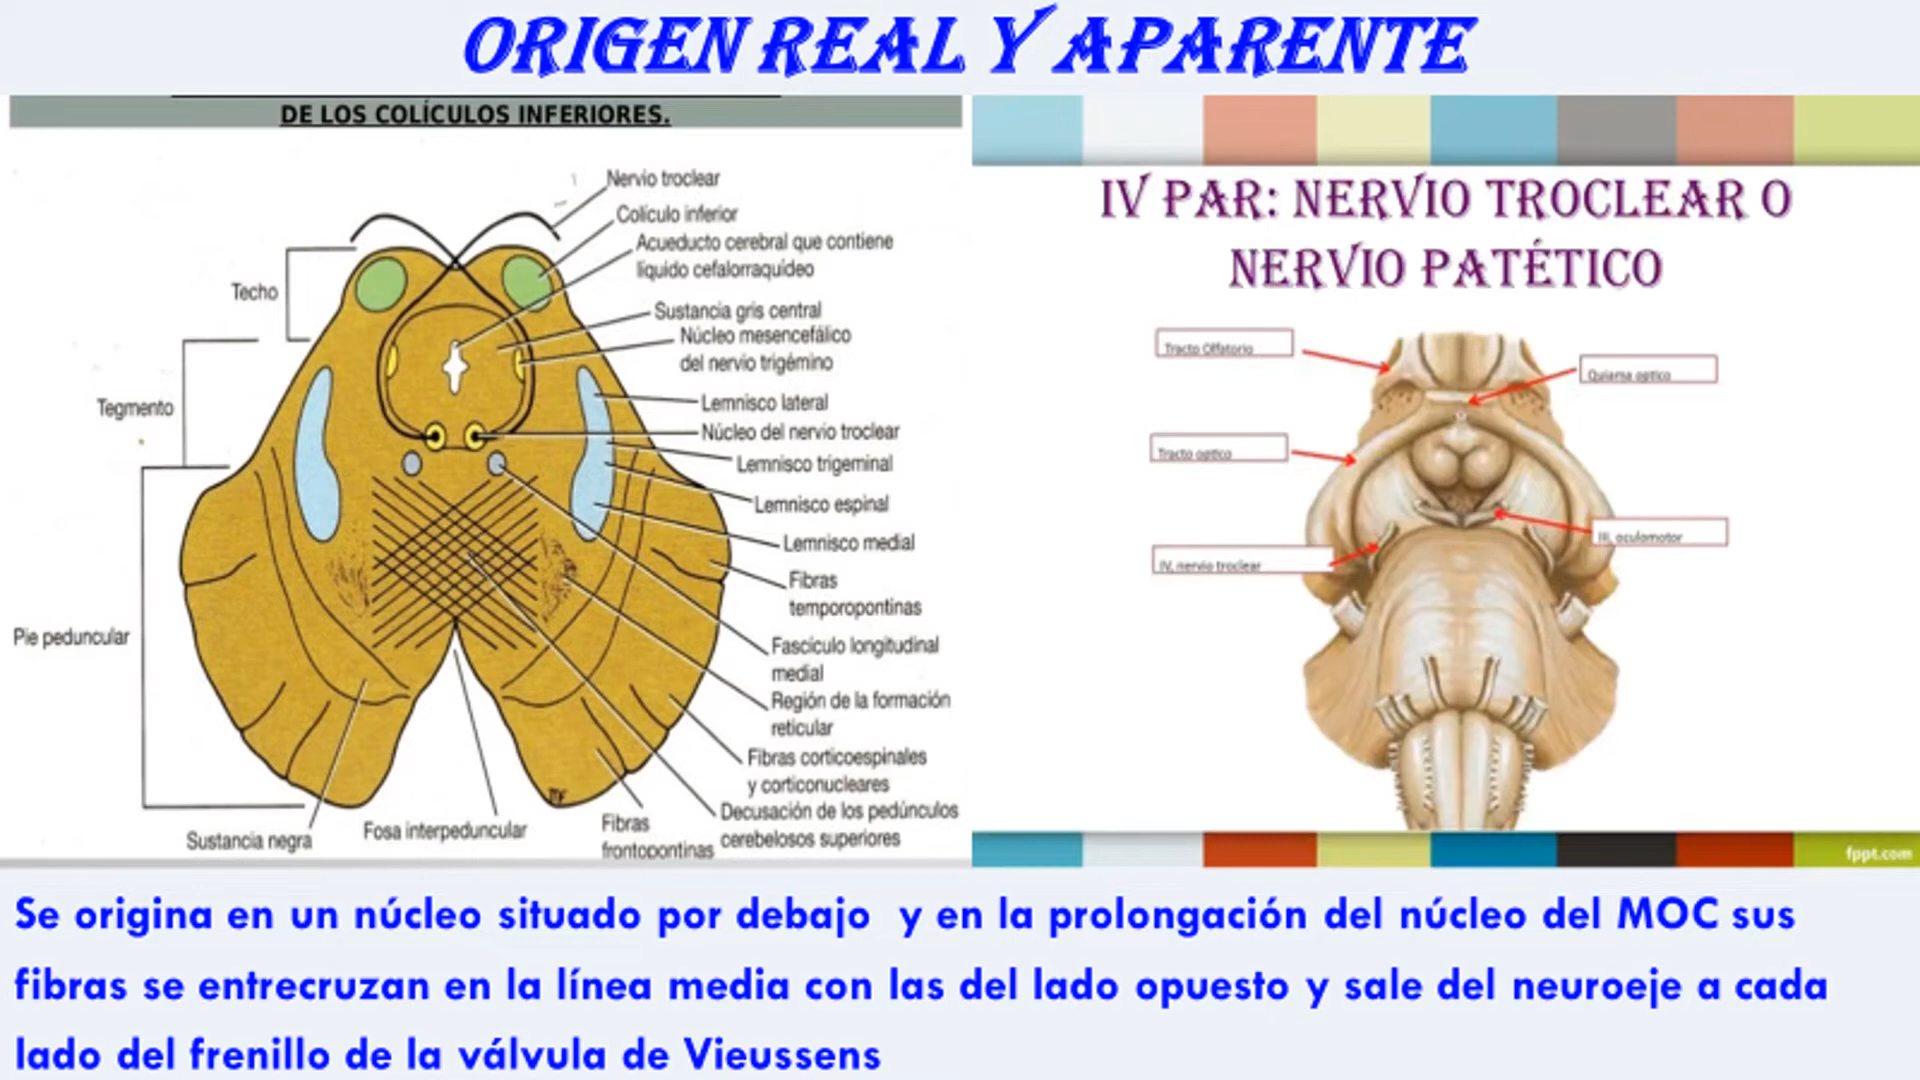 ORIGEN REAL Y APARENTE
DE LOS COLÍCULOS INFERIORES.
Nervio troclear
Colículo inferior
Acueducto cerebral que contiene
líquido cefalorraquídeo
Techo
Sustancia gris central
Núcleo mesencefálico
del nervio trigémino
Tegmento
Lemnisco lateral
Núcleo del nervio troclear
Lemnisco trigeminal
Lemnisco espinal
Lemnisco medial
Fibras
temporopontinas
Pie peduncular
Fascículo longitudinal
medial
Región de la formación
reticular
Fibras corticoespinales
y corticonucleares
Decusación de los pedúnculos
cerebelosos superiores
Fibras
frontopontinas
Fosa interpeduncular
Sustancia negra
IV PAR: NERVIO TROCLEAR O
NERVIO PATÉTICO
Tracto Olfatorio
Quiama optico
Tracto optico
III, oculomotor
IV, nervio troclear
fppt.com
Se origina en un núcleo situado por debajo y en la prolongación del núcleo del MOC sus
fibras se entrecruzan en la línea media con las del lado opuesto y sale del neuroeje a cada
lado del frenillo de la válvula de Vieussens